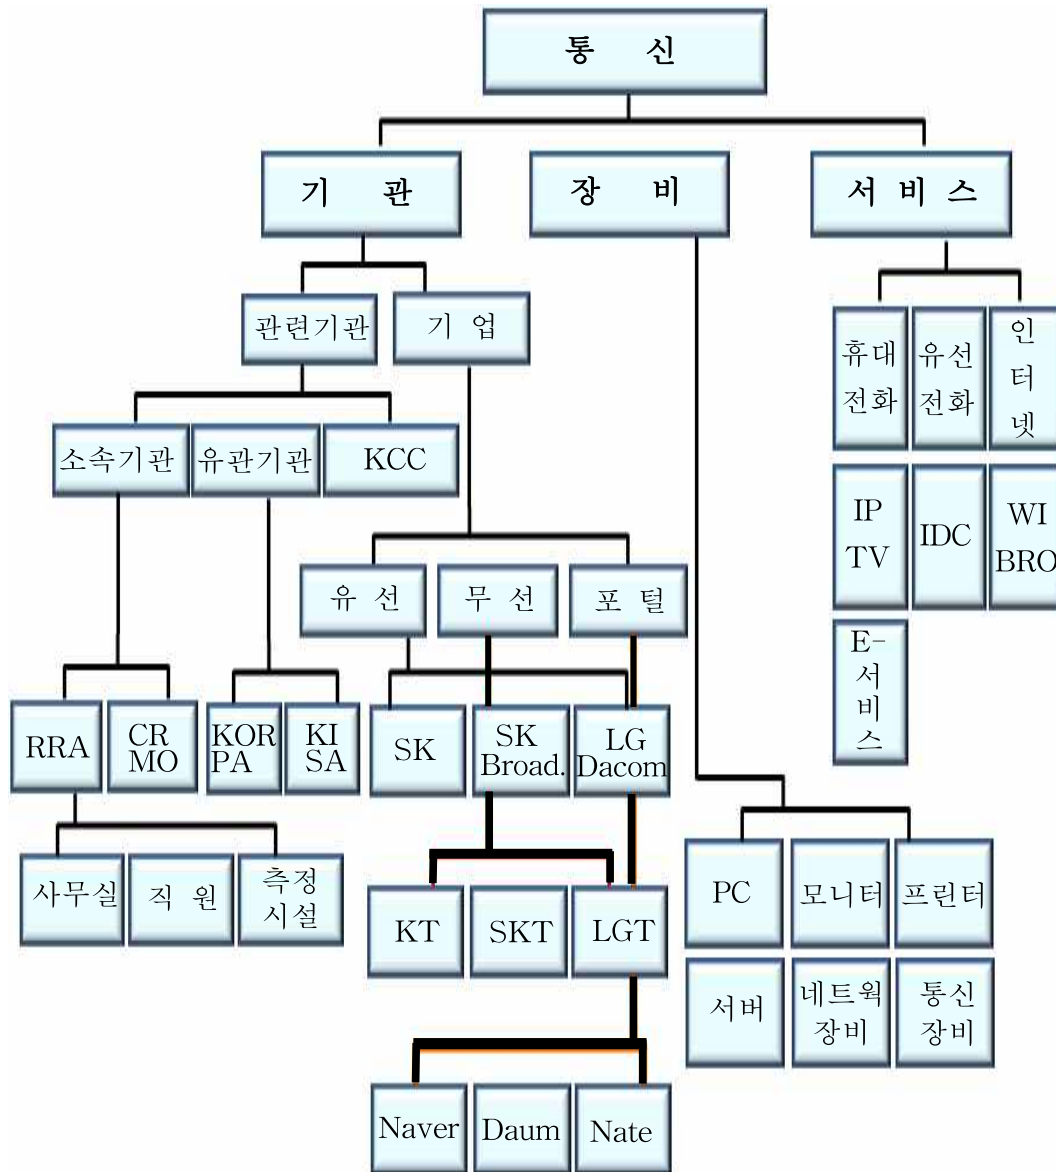 통 신
기 관
장 비
서 비 스
관련기관
기 업
휴대
전화
유선
전화
인
터
넷
소속기관
유관기관
KCC
IP
TV
IDC
WI
BRO
유 선
무 선
포 털
E-
서
비
스
RRA
CR
MO
KOR
PA
KI
SA
SK
SK
Broad.
LG
Dacom
사무실
직 원
측정
시설
KT
SKT
LGT
PC
모니터
프린터
서버
네트웍
장비
통신
장비
Naver
Daum
Nate